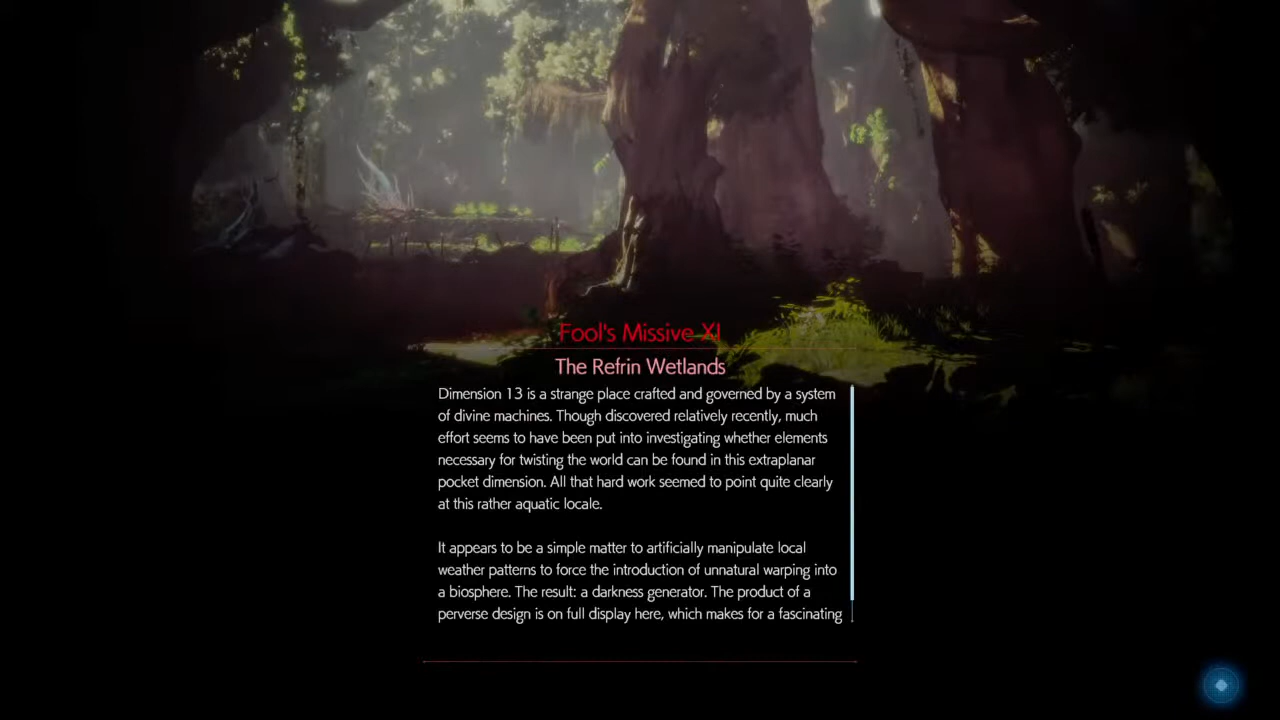 Fool's Missive XI
The Refrin Wetlands
Dimension 13 is a strange place crafted and governed by a system
of divine machines. Though discovered relatively recently, much
effort seems to have been put into investigating whether elements
necessary for twisting the world can be found in this extraplanar
pocket dimension. All that hard work seemed to point quite clearly
at this rather aquatic locale.
It appears to be a simple matter to artificially manipulate local
weather patterns to force the introduction of unnatural warping into
a biosphere. The result: a darkness generator. The product of a
perverse design is on full display here, which makes for a fascinating